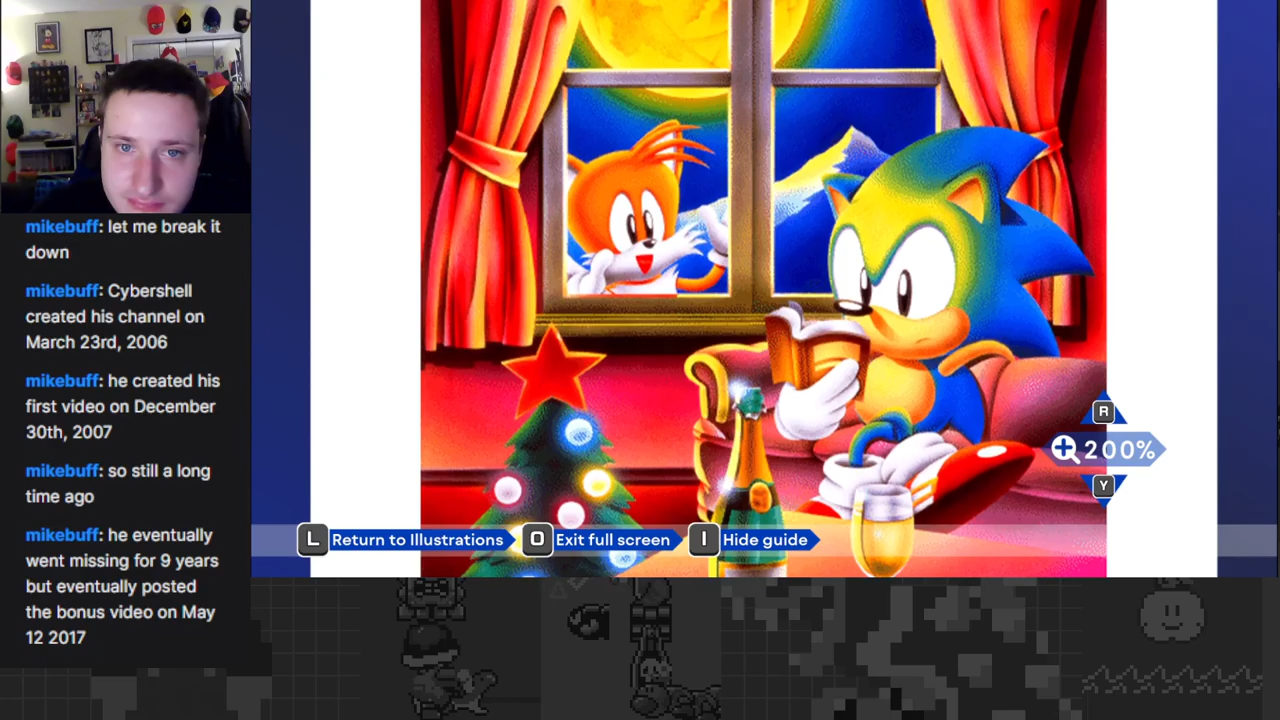 mikebuff: let me break it
down
mikebuff: Cybershell
created his channel on
March 23rd, 2006
mikebuff: he created his
first video on December
30th, 2007
mikebuff: so still a long
time ago
mikebuff: he eventually
went missing for 9 years
but eventually posted
the bonus video on May
12 2017
R
200%
Y
L Return to Illustrations O Exit full screen I Hide guide